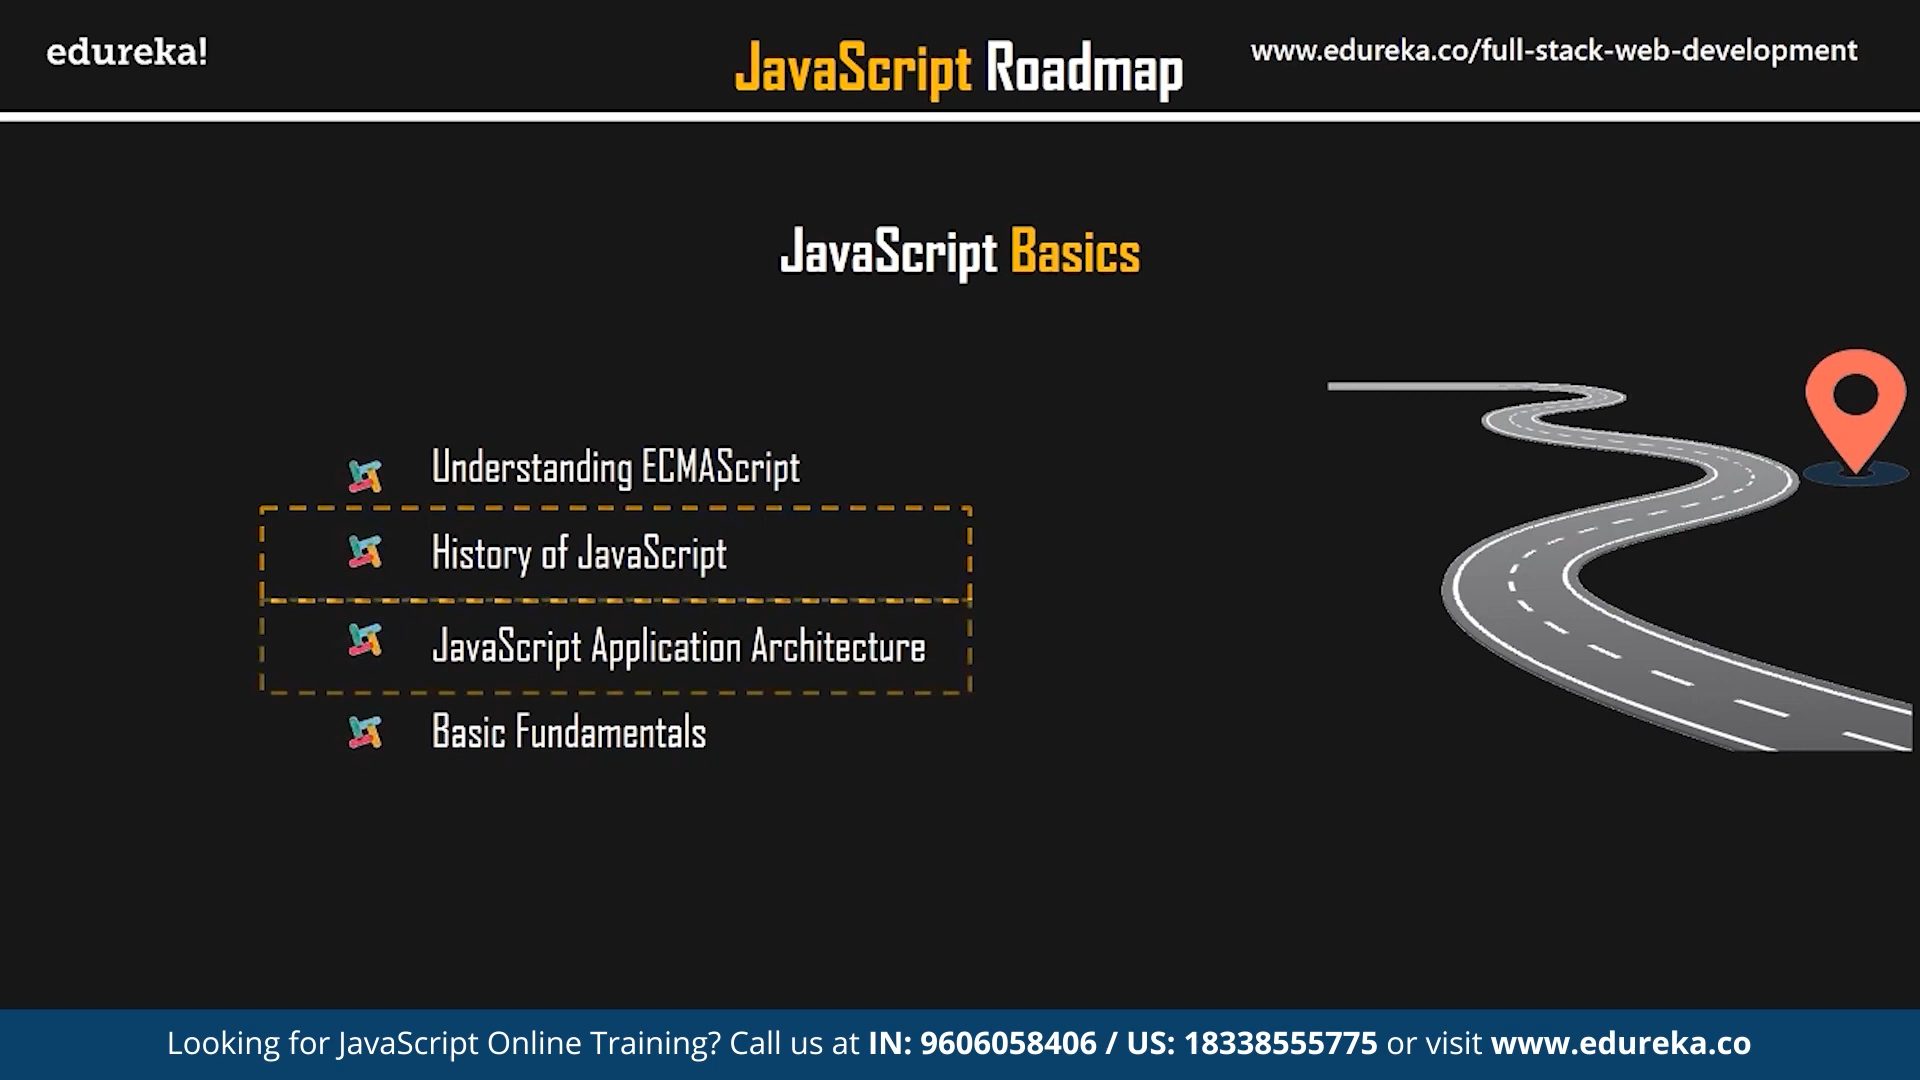 edureka!
JavaScript Roadmap
www.edureka.co/full-stack-web-development
JavaScript Basics
Understanding ECMAScript
History of JavaScript
JavaScript Application Architecture
Basic Fundamentals
Looking for JavaScript Online Training? Call us at IN: 9606058406 / US: 18338555775 or visit www.edureka.co